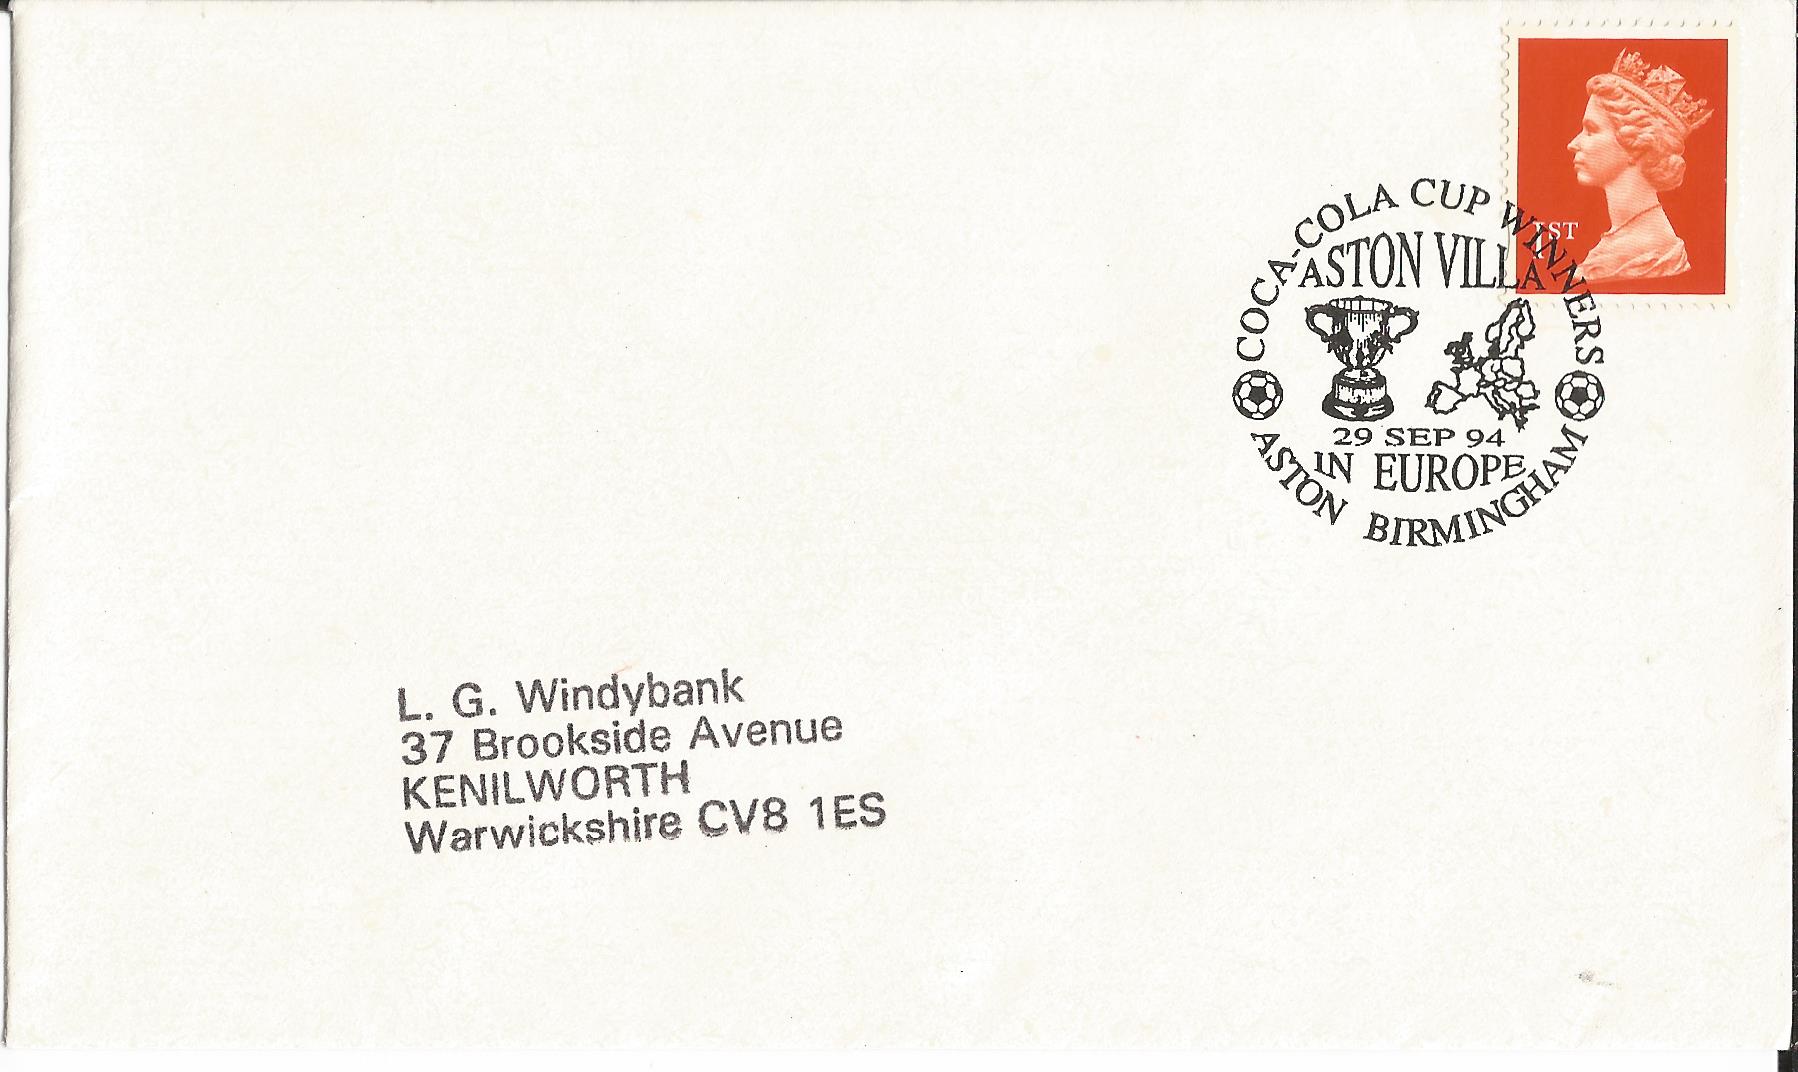 1ST
COCA-COLA CUP WINNERS
ASTON VILLA
29 SEP 94
IN EUROPE
ASTON BIRMINGHAM
L. G. Windybank
37 Brookside Avenue
KENILWORTH
Warwickshire CV8 1ES